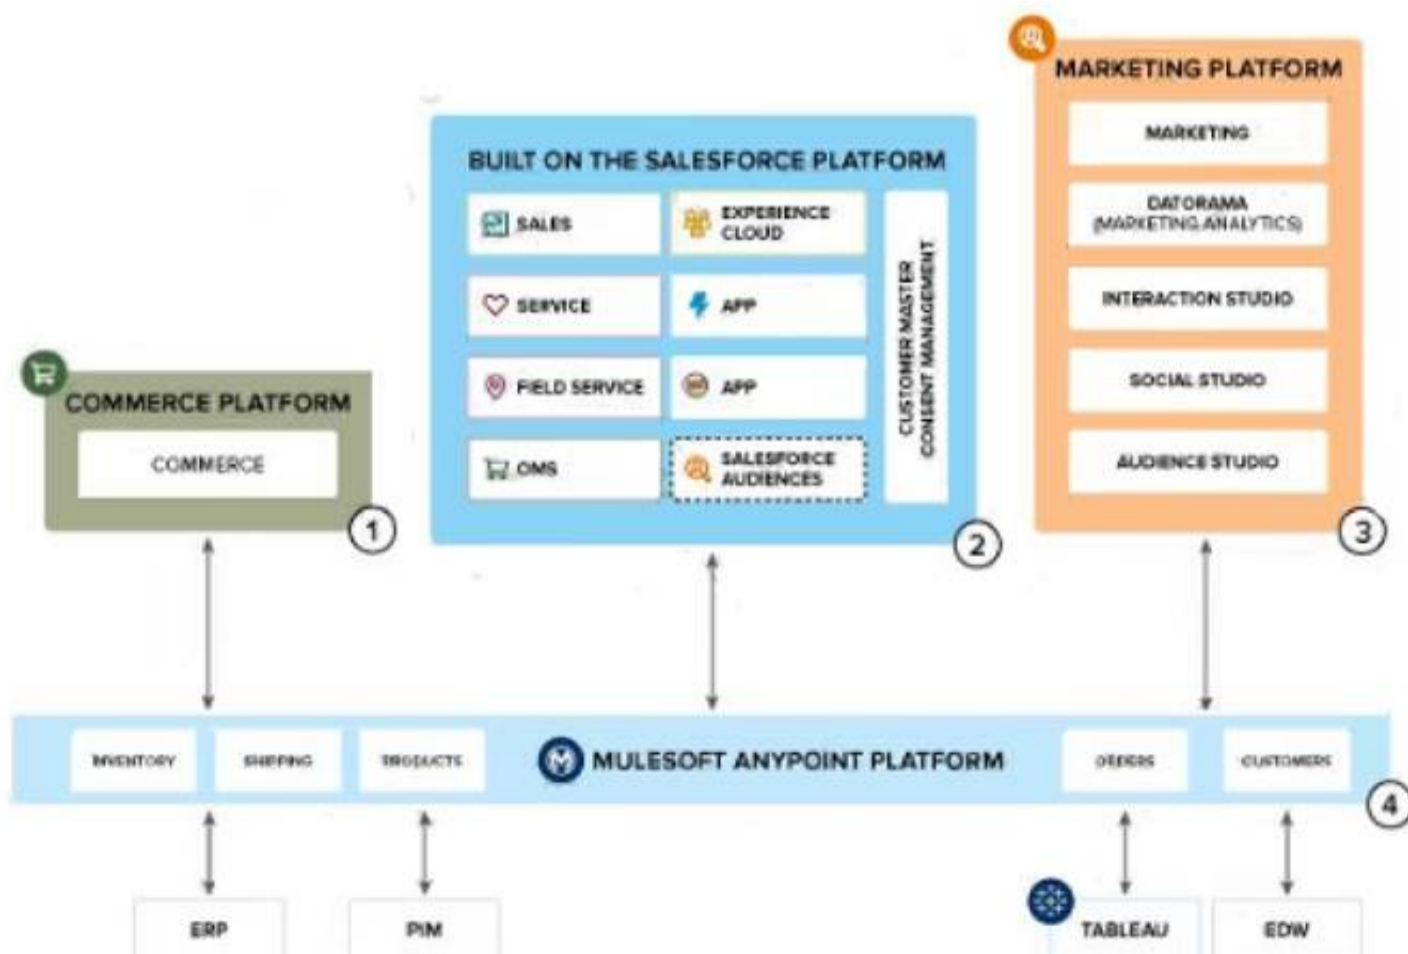 MARKETING PLATFORM
MARKETING
DATORAMA
(MARKETING ANALYTICS)
INTERACTION STUDIO
SOCIAL STUDIO
AUDIENCE STUDIO
3
BUILT ON THE SALESFORCE PLATFORM
SALES
EXPERIENCE
CLOUD
SERVICE
APP
FIELD SERVICE
APP
OMS
SALESFORCE
AUDIENCES
CUSTOMER MASTER
CONSENT MANAGEMENT
2
COMMERCE PLATFORM
COMMERCE
1
INVENTORY
SHIPPING
PRODUCTS
MULESOFT ANYPOINT PLATFORM
ORDERS
CUSTOMERS
4
ERP
PIM
TABLEAU
EDW